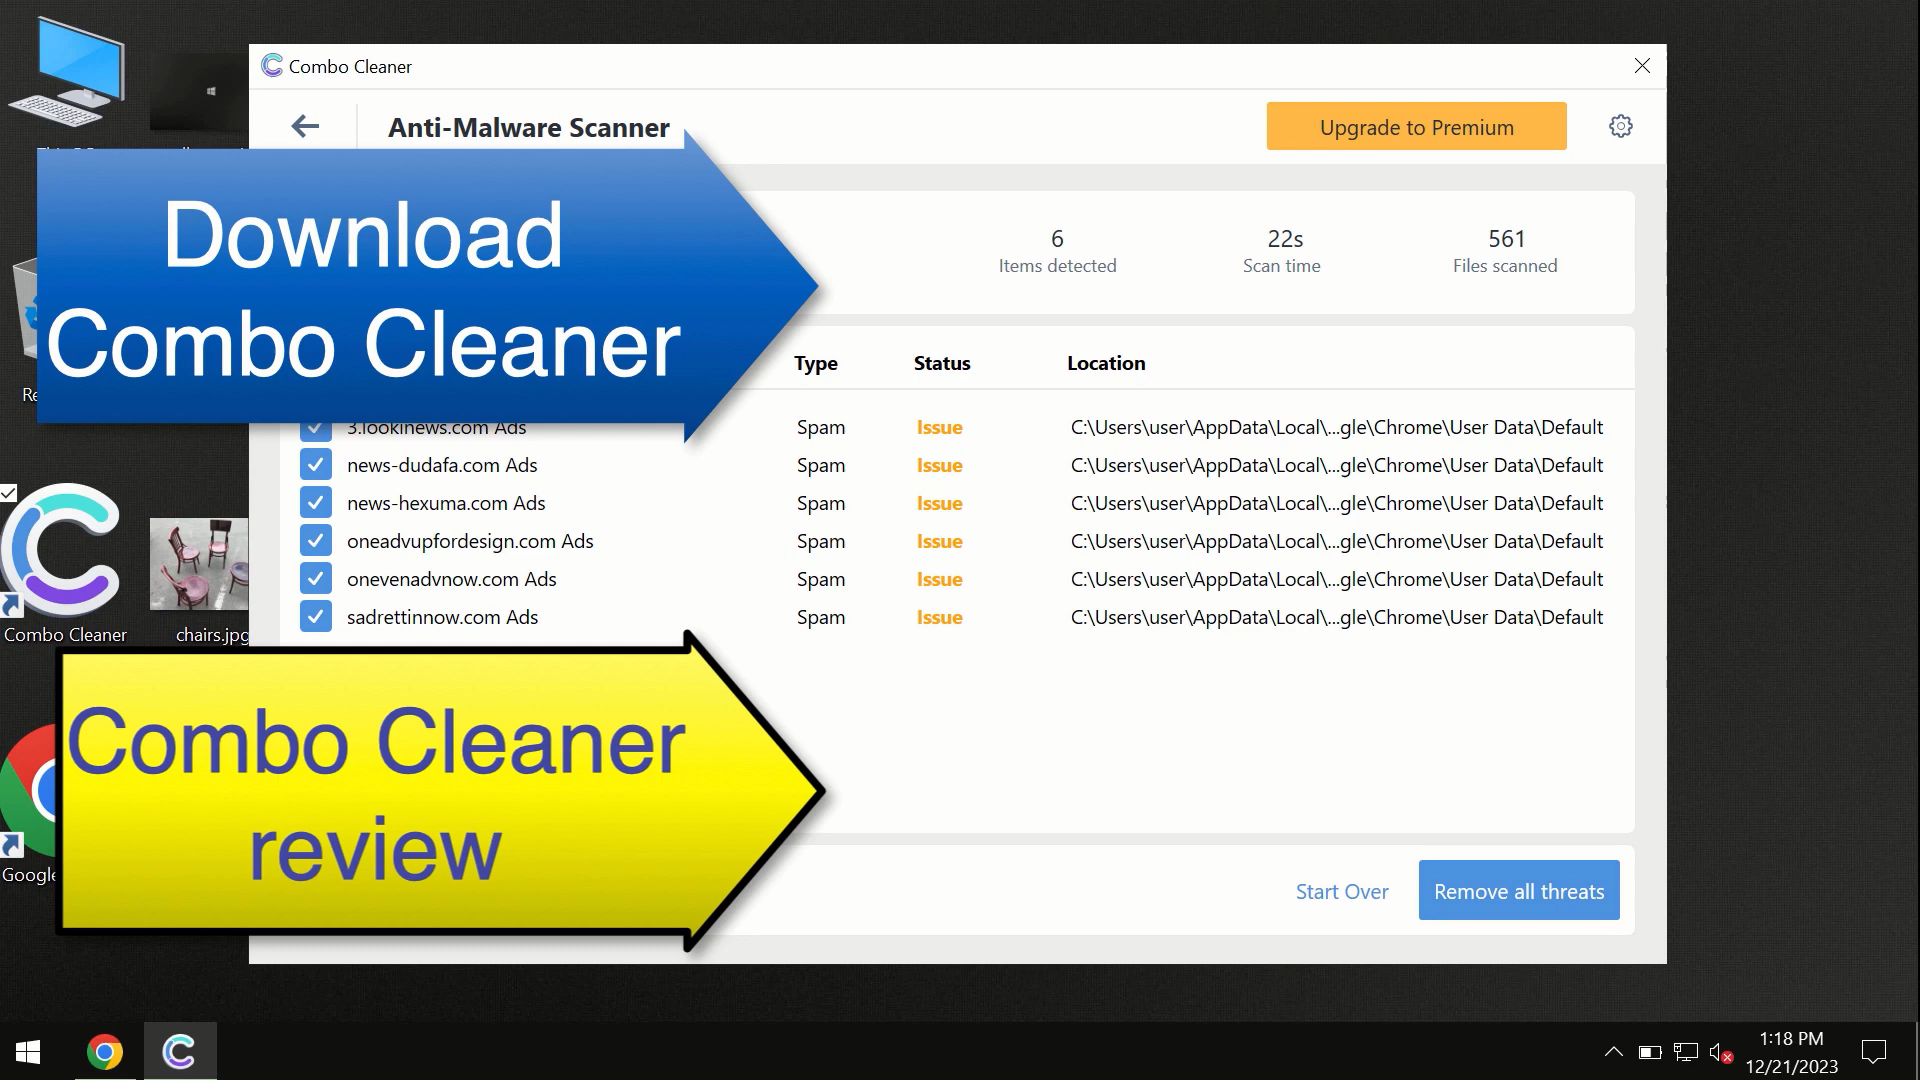 Combo Cleaner
Anti-Malware Scanner
Upgrade to Premium
Download
Combo Cleaner
6
Items detected
22s
Scan time
561
Files scanned
Type Status Location
3.lookinews.com Ads Spam Issue C:\Users\user\AppData\Local\...gle\Chrome\User Data\Default
news-dudafa.com Ads Spam Issue C:\Users\user\AppData\Local\...gle\Chrome\User Data\Default
news-hexuma.com Ads Spam Issue C:\Users\user\AppData\Local\...gle\Chrome\User Data\Default
oneadvupfordesign.com Ads Spam Issue C:\Users\user\AppData\Local\...gle\Chrome\User Data\Default
onevenadvnow.com Ads Spam Issue C:\Users\user\AppData\Local\...gle\Chrome\User Data\Default
sadrettinnow.com Ads Spam Issue C:\Users\user\AppData\Local\...gle\Chrome\User Data\Default
Combo Cleaner
chairs.jpg
Combo Cleaner
review
Google
Start Over
Remove all threats
1:18 PM
12/21/2023